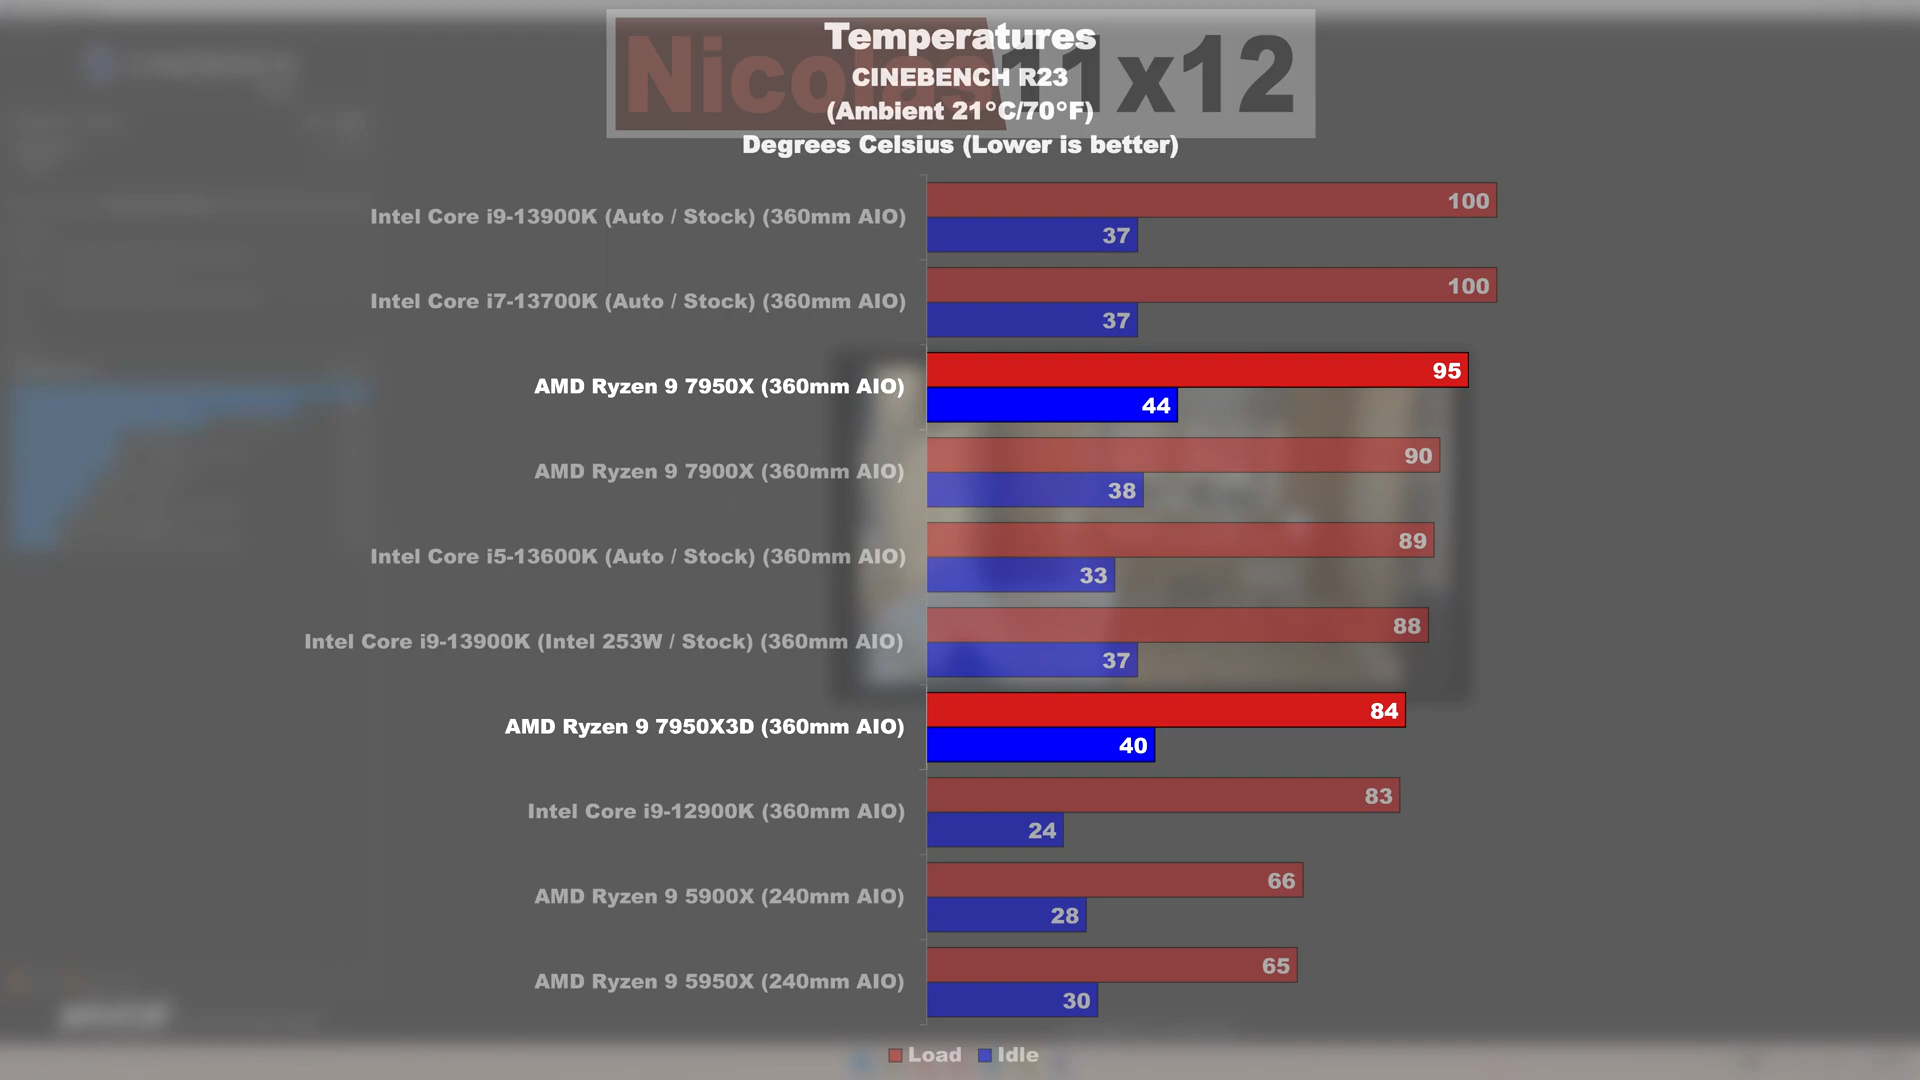 Nicolas11x12
Temperatures
CINEBENCH R23
(Ambient 21°C/70°F)
Degrees Celsius (Lower is better)
Intel Core i9-13900K (Auto / Stock) (360mm AIO)
100
37
Intel Core i7-13700K (Auto / Stock) (360mm AIO)
100
37
AMD Ryzen 9 7950X (360mm AIO)
95
44
AMD Ryzen 9 7900X (360mm AIO)
90
38
Intel Core i5-13600K (Auto / Stock) (360mm AIO)
89
33
Intel Core i9-13900K (Intel 253W / Stock) (360mm AIO)
88
37
AMD Ryzen 9 7950X3D (360mm AIO)
84
40
Intel Core i9-12900K (360mm AIO)
83
24
AMD Ryzen 9 5900X (240mm AIO)
66
28
AMD Ryzen 9 5950X (240mm AIO)
65
30
Load Idle